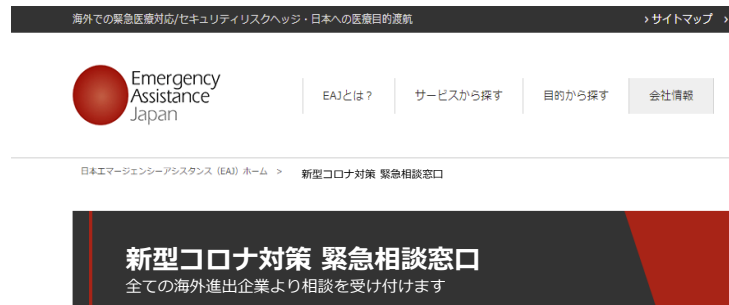 海外での緊急医療対応/セキュリティリスクヘッジ・日本への医療目的渡航
›サイトマップ ›
Emergency
Assistance
Japan
EAJとは？ サービスから探す 目的から探す 会社情報
日本エマージェンシーアシスタンス（EAJ）ホーム > 新型コロナ対策 緊急相談窓口
新型コロナ対策 緊急相談窓口
全ての海外進出企業より相談を受け付けます